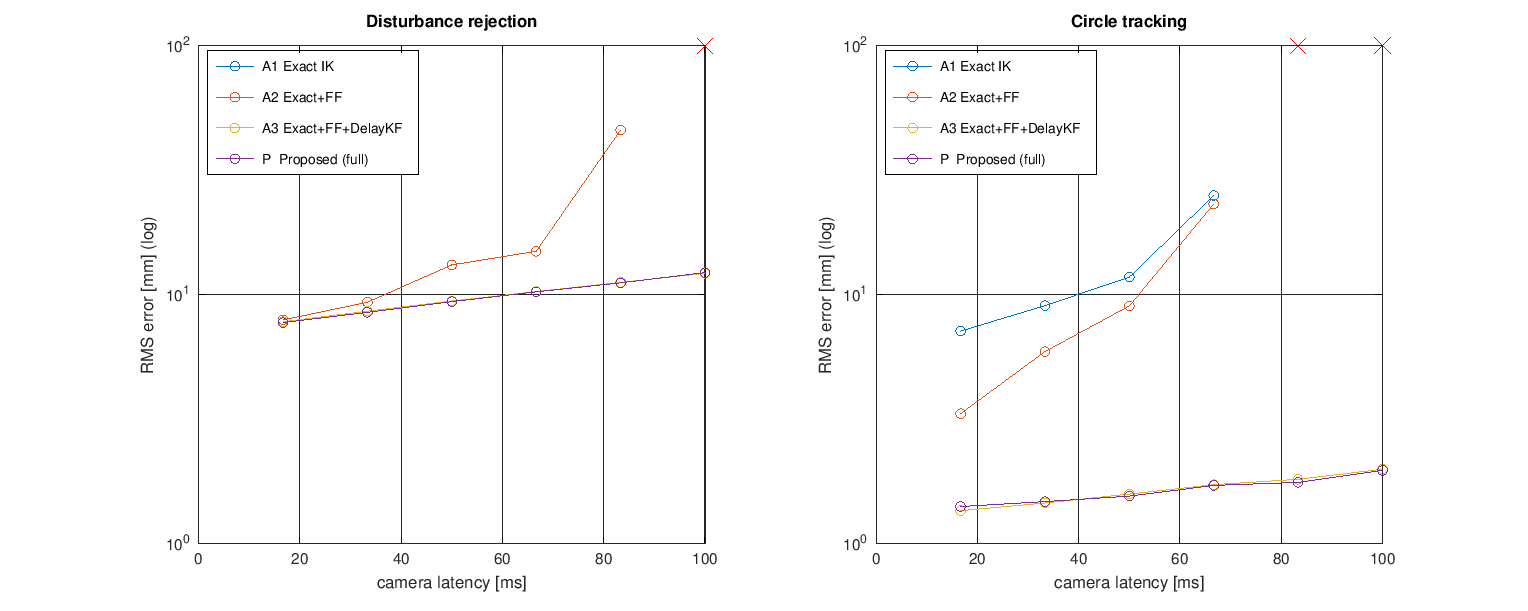 Disturbance rejection
10^2
A1 Exact IK
A2 Exact+FF
A3 Exact+FF+DelayKF
P Proposed (full)
RMS error [mm] (log)
10^1
10^0
0 20 40 60 80 100
camera latency [ms]
Circle tracking
10^2
A1 Exact IK
A2 Exact+FF
A3 Exact+FF+DelayKF
P Proposed (full)
RMS error [mm] (log)
10^1
10^0
0 20 40 60 80 100
camera latency [ms]